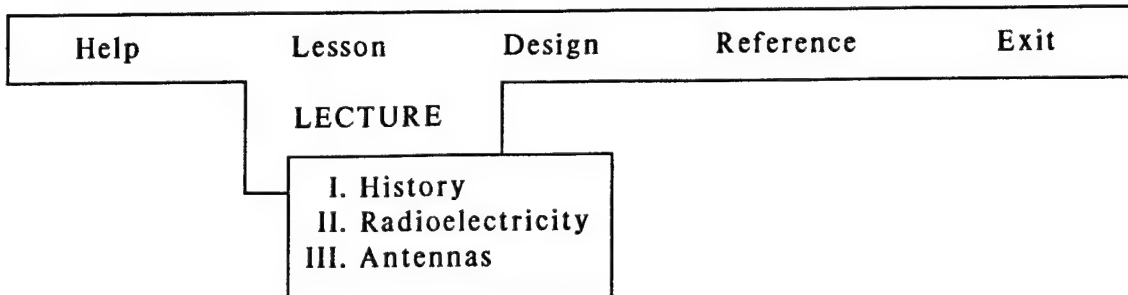 Help Lesson Design Reference Exit
LECTURE
I. History
II. Radioelectricity
III. Antennas